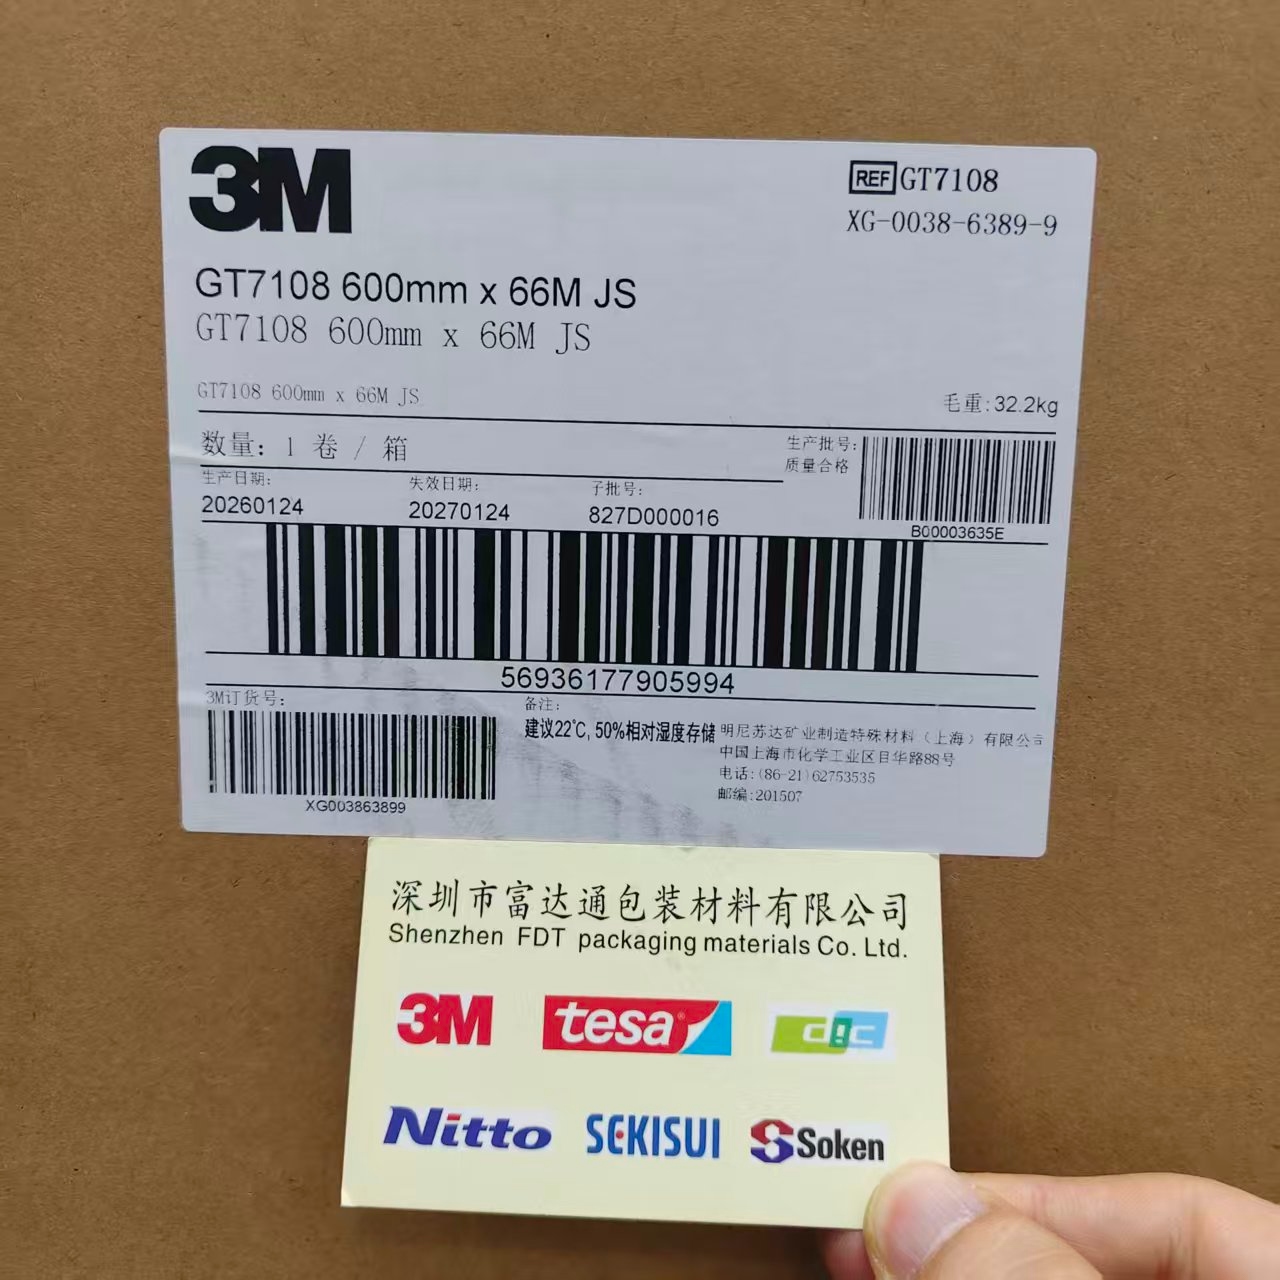 3M
REF GT7108
XG-0038-6389-9
GT7108 600mm x 66M JS
GT7108 600mm x 66M JS
GT7108 600mm x 66M JS
毛重:32.2kg
数量: 1 卷 / 箱
生产批号:
质量合格
B00003635E
生产日期: 失效日期: 子批号:
20260124 20270124 827D000016
56936177905994
3M订货号:
XG003863899
备注:
建议22℃, 50%相对湿度存储
明尼苏达矿业制造特殊材料（上海）有限公司
中国上海市化学工业区目华路88号
电话:(86-21)62753535
邮编:201507
深圳市富达通包装材料有限公司
Shenzhen FDT packaging materials Co. Ltd.
3M tesa® dic
Nitto SEKISUI Soken